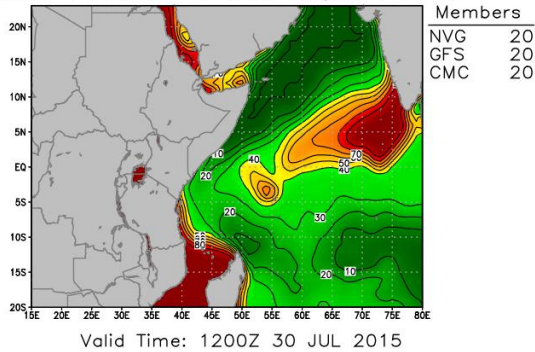 Members
NVG 20
GFS 20
CMC 20
20N
15N
10N
5N
EQ
5S
10S
15S
20S
10
20
40
70
50
40
20
30
80
20
10
15E 20E 25E 30E 35E 40E 45E 50E 55E 60E 65E 70E 75E 80E
Valid Time: 1200Z 30 JUL 2015